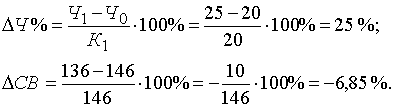 ΔЧ% = (Ч₁ − Ч₀)/К₁ · 100% = (25 − 20)/20 · 100% = 25 %;
ΔСВ = (136 − 146)/146 · 100% = −10/146 · 100% = −6,85 %.